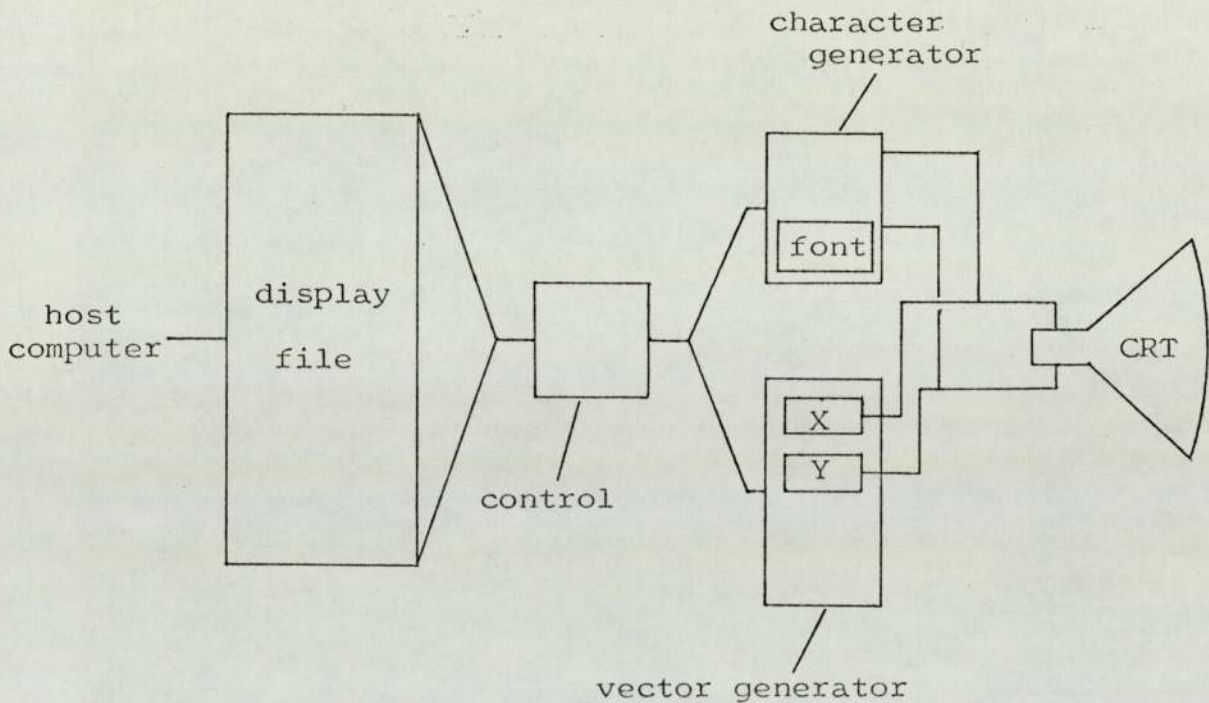 character
generator
font
display
file
host
computer
CRT
X
Y
control
vector generator